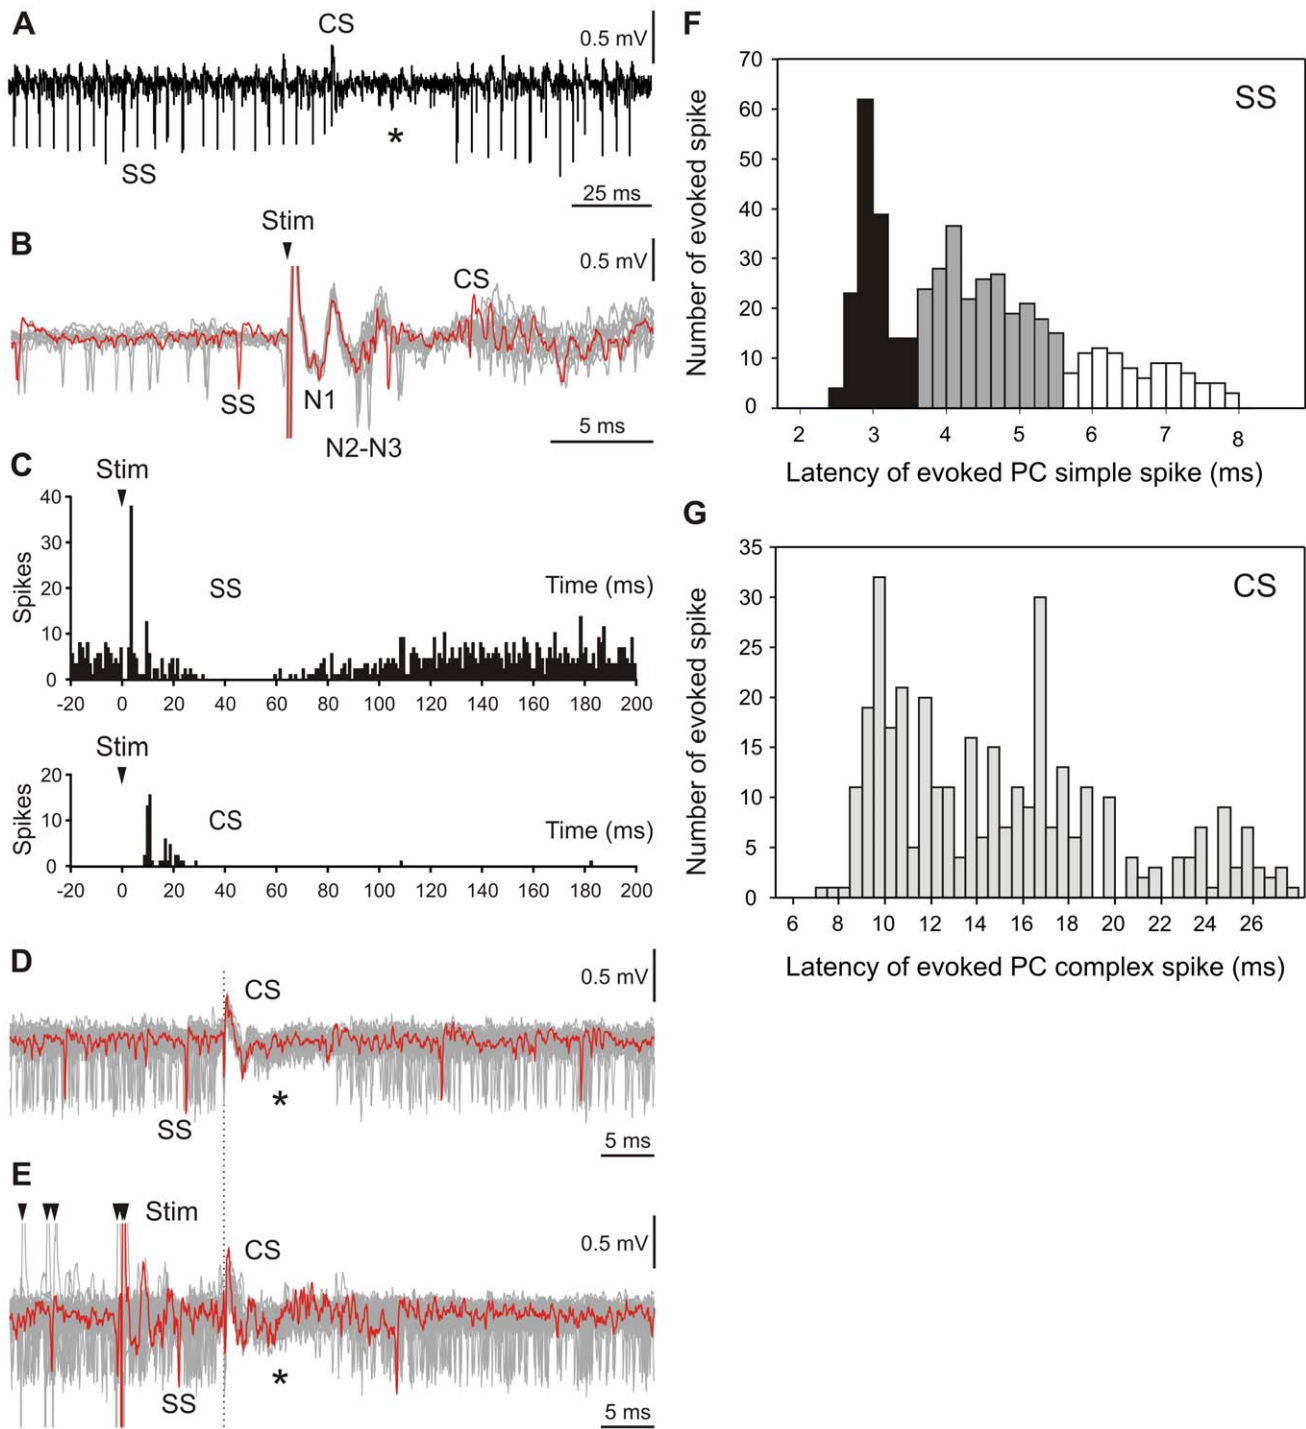 A
CS
0.5 mV
*
SS
25 ms
B
Stim
0.5 mV
CS
SS
N1
N2-N3
5 ms
C
Stim
40
30
20
10
0
Spikes
SS
Time (ms)
-20 0 20 40 60 80 100 120 140 160 180 200
Stim
20
10
0
Spikes
CS
Time (ms)
-20 0 20 40 60 80 100 120 140 160 180 200
D
CS
0.5 mV
*
SS
5 ms
E
Stim
CS
0.5 mV
*
SS
5 ms
F
70
60
50
40
30
20
10
0
Number of evoked spike
SS
2 3 4 5 6 7 8
Latency of evoked PC simple spike (ms)
G
35
30
25
20
15
10
5
0
Number of evoked spike
CS
6 8 10 12 14 16 18 20 22 24 26
Latency of evoked PC complex spike (ms)